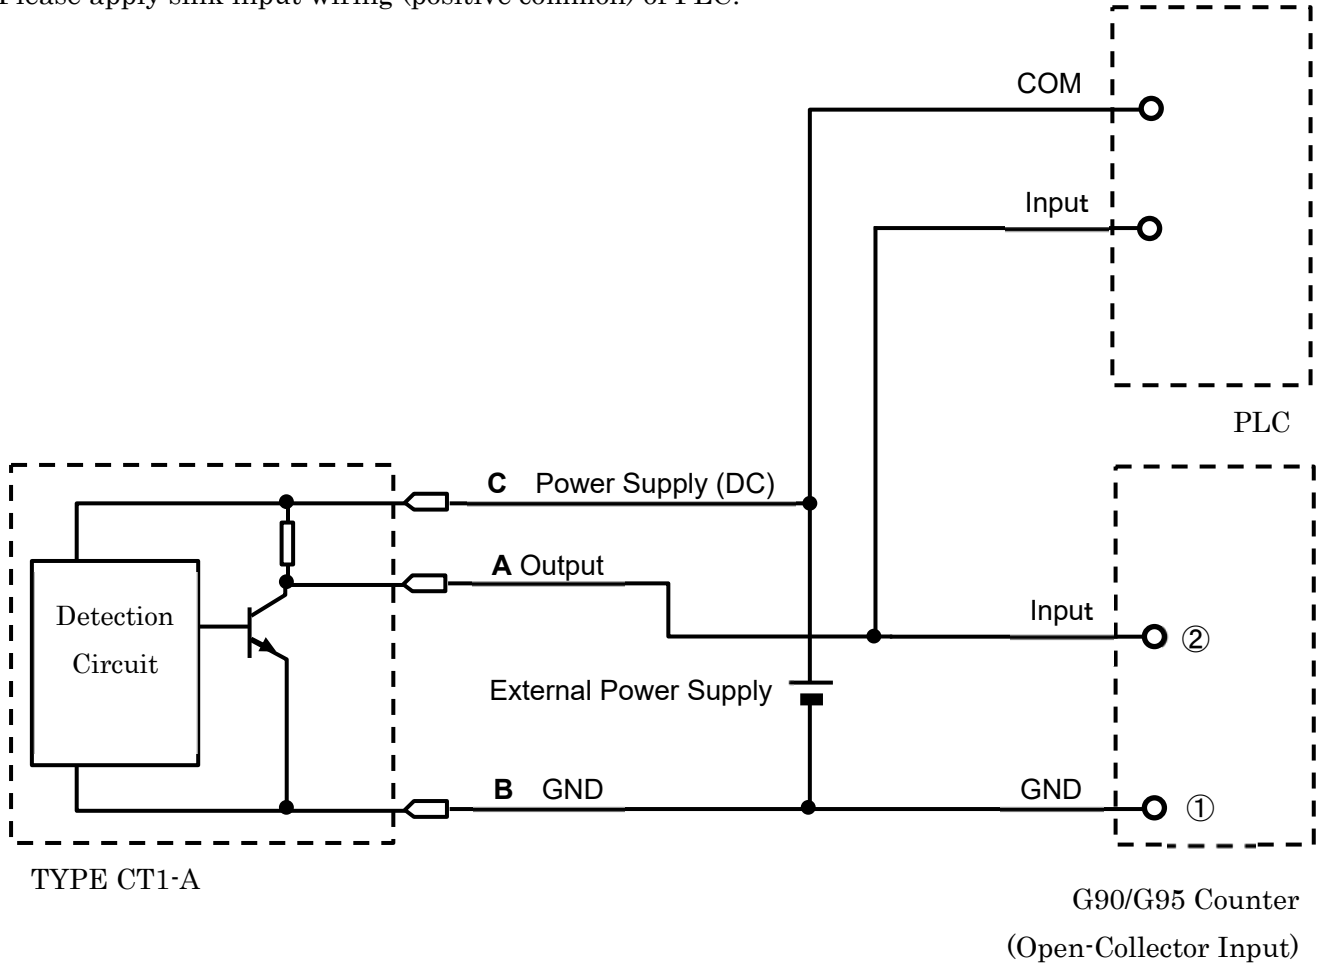 Please apply sink input wiring (positive common) of PLC.
COM
Input
PLC
C Power Supply (DC)
A Output
Detection
Circuit
Input ②
External Power Supply
B GND
GND ①
TYPE CT1-A
G90/G95 Counter
(Open-Collector Input)